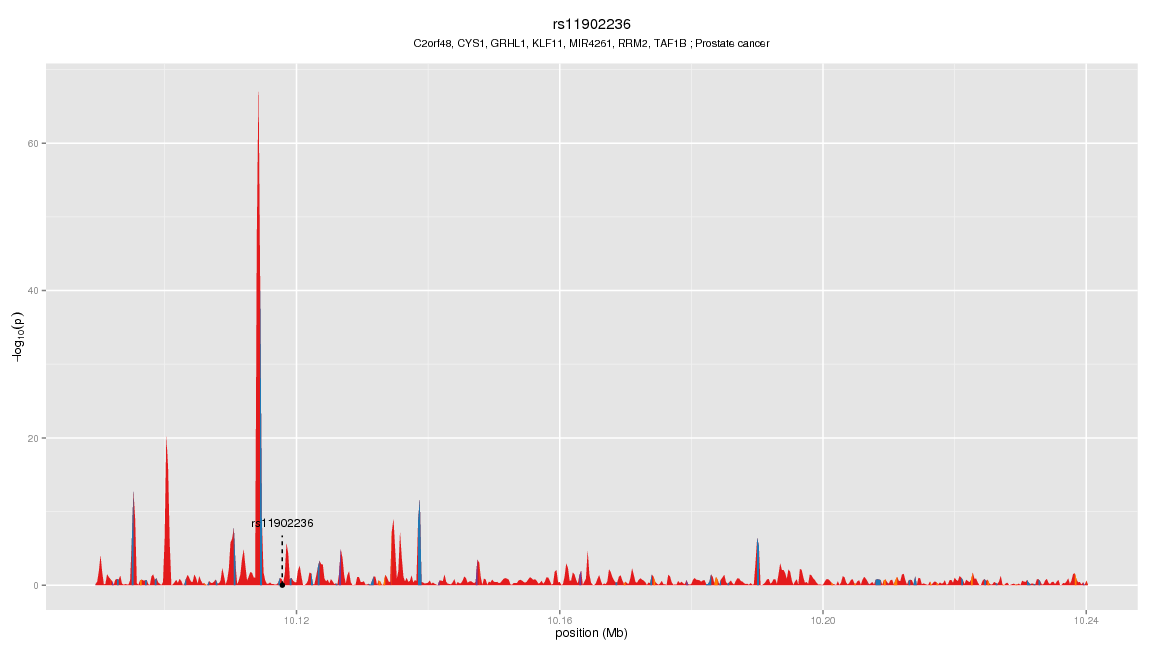 rs11902236
C2orf48, CYS1, GRHL1, KLF11, MIR4261, RRM2, TAF1B ; Prostate cancer
60
40
20
0
−log10(p)
rs11902236
10.12
10.16
10.20
10.24
position (Mb)